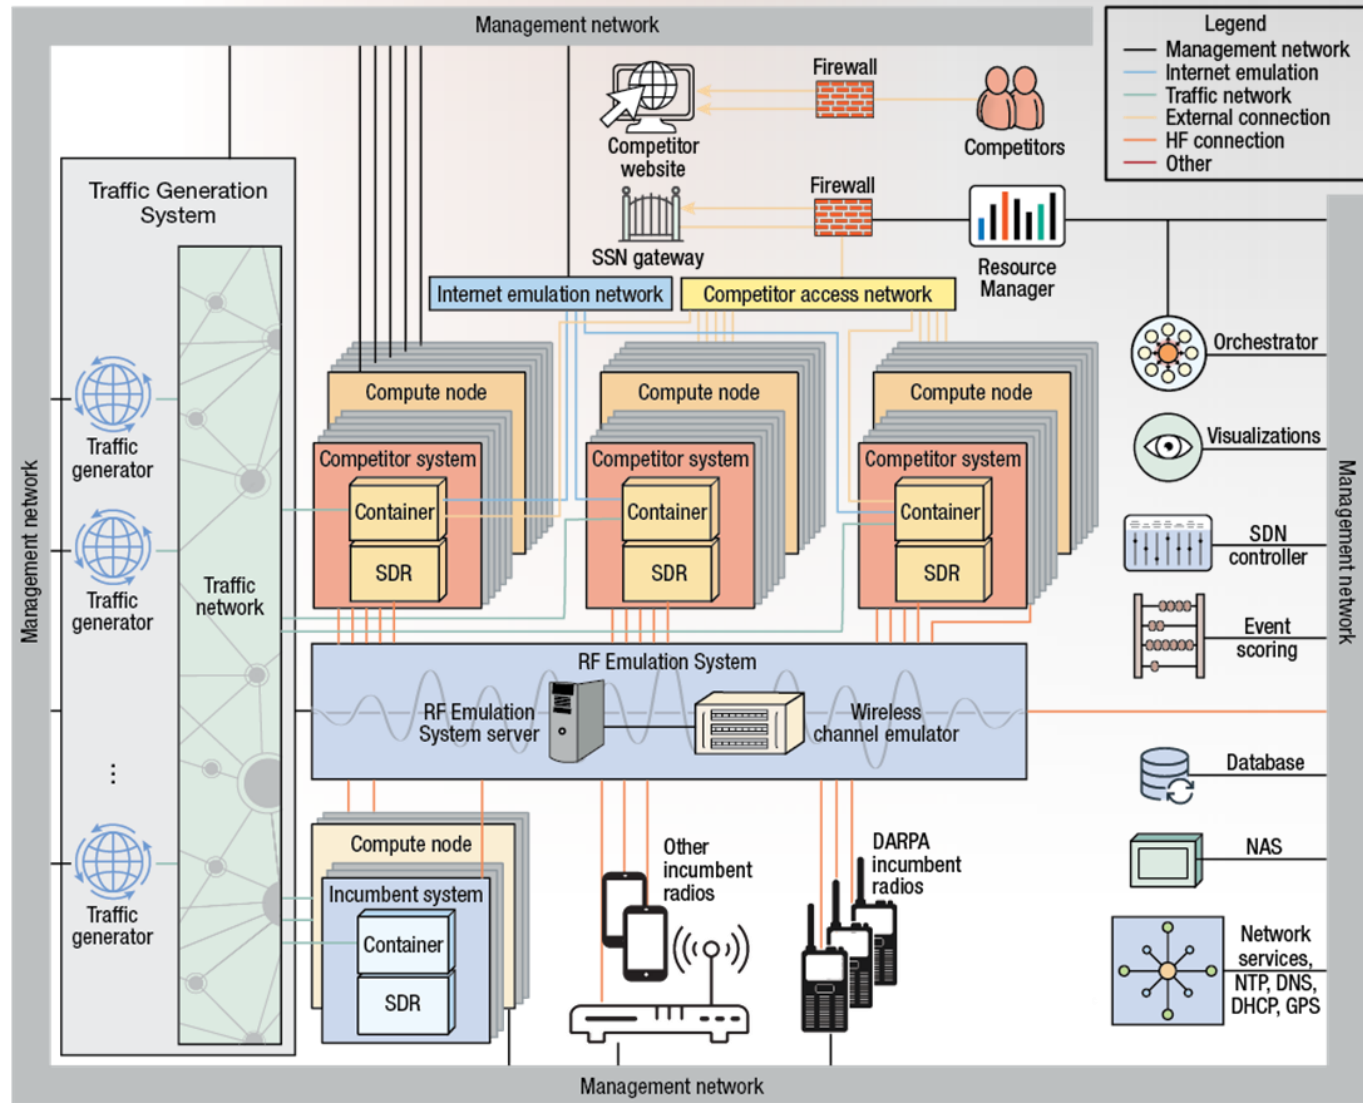 Management network
Legend
Management network
Internet emulation
Traffic network
External connection
HF connection
Other
Firewall
Competitor
website
Competitors
Traffic Generation
System
Firewall
SSN gateway
Resource
Manager
Internet emulation network
Competitor access network
Orchestrator
Compute node
Compute node
Compute node
Traffic
generator
Visualizations
Competitor system
Competitor system
Competitor system
Container
Container
Container
Management network
Management network
SDN
controller
SDR
SDR
SDR
Traffic
generator
Traffic
network
Event
scoring
RF Emulation System
RF Emulation
System server
Wireless
channel emulator
Database
...
Compute node
Other
incumbent
radios
DARPA
incumbent
radios
NAS
Traffic
generator
Incumbent system
Container
SDR
Network
services,
NTP, DNS,
DHCP, GPS
Management network